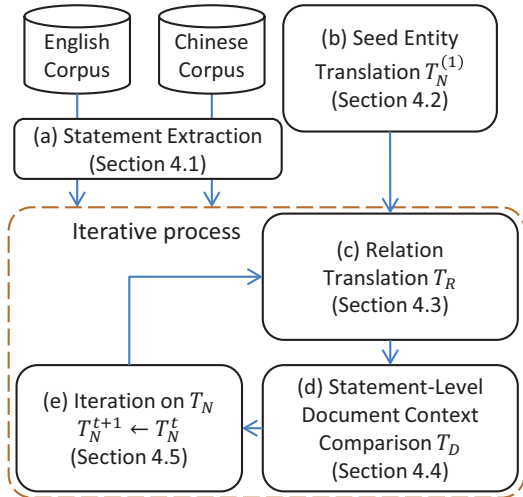 English
Corpus
Chinese
Corpus
(b) Seed Entity
Translation $T_N^{(1)}$
(Section 4.2)
(a) Statement Extraction
(Section 4.1)
Iterative process
(c) Relation
Translation $T_R$
(Section 4.3)
(e) Iteration on $T_N$
$T_N^{t+1} \leftarrow T_N^t$
(Section 4.5)
(d) Statement-Level
Document Context
Comparison $T_D$
(Section 4.4)